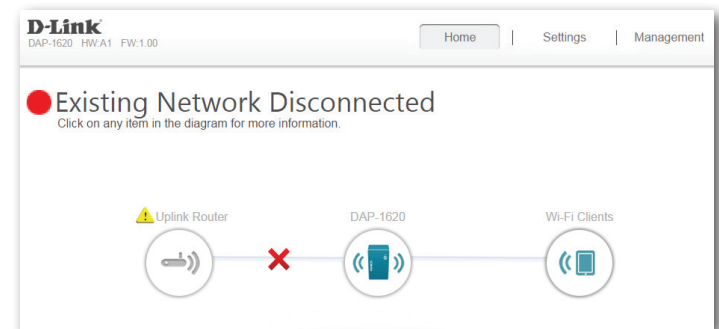 D-Link
DAP-1620 HW:A1 FW:1.00
Home | Settings | Management
Existing Network Disconnected
Click on any item in the diagram for more information.
Uplink Router DAP-1620 Wi-Fi Clients